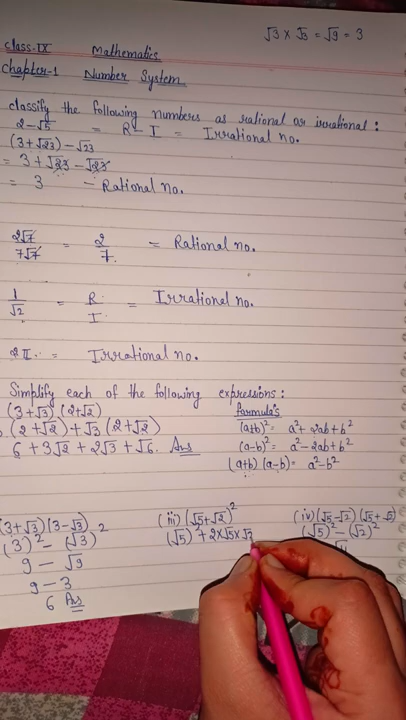 √3 × √3 = √9 = 3
Class-IX Mathematics
Chapter-1 Number System
classify the following numbers as rational or irrational:
2-√5 = R-I = Irrational no.
(3+√23)-√23
= 3+√23-√23
= 3 - Rational no.
2√7/7√7 = 2/7. = Rational no.
1/√2 = R./I. = Irrational no.
= Irrational no.
Simplify each of the following expressions:
(3+√3)(2+√2)
(2+√2)+√3(2+√2)
6+3√2+2√3+√6. Ans
formula's
(a+b)² = a²+2ab+b²
(a-b)² = a²-2ab+b²
(a+b)(a-b) = a²-b²
(3+√3)(3-√3)
(3)²-(√3)²
9-√9
9-3
6 Ans
(iii) (√5+√2)²
(√5)²+2×√5×
(iv) (√5-√2)(√5+√
(√5)²-(√2)²